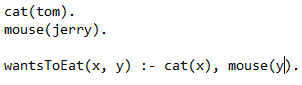 cat(tom).
mouse(jerry).
wantsToEat(x, y) :- cat(x), mouse(y).